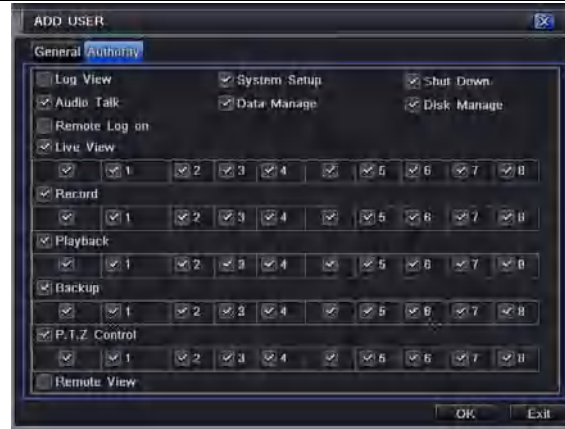 ADD USER
General Authority
Log View System Setup Shut Down
Audio Talk Data Manage Disk Manage
Remote Log on
Live View
1 2 3 4 5 6 7 8
Record
1 2 3 4 5 6 7 8
Playback
1 2 3 4 5 6 7 8
Backup
1 2 3 4 5 6 7 8
P.T.Z Control
1 2 3 4 5 6 7 8
Remote View
OK Exit